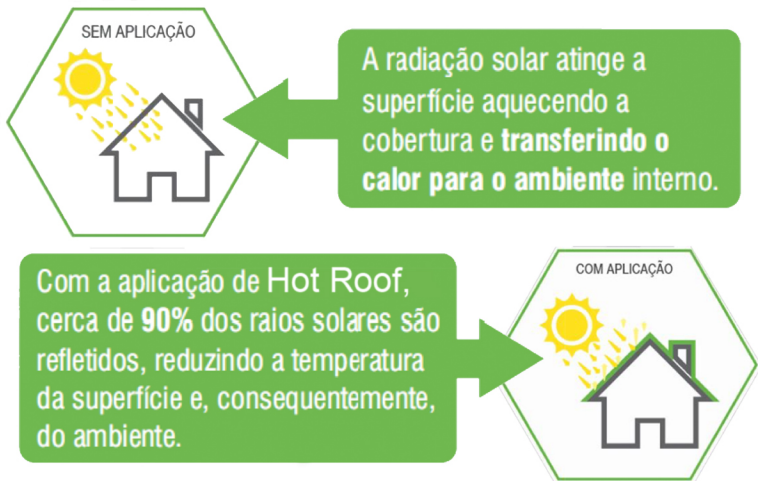 SEM APLICAÇÃO
A radiação solar atinge a
superfície aquecendo a
cobertura e transferindo o
calor para o ambiente interno.
Com a aplicação de Hot Roof,
cerca de 90% dos raios solares são
refletidos, reduzindo a temperatura
da superfície e, consequentemente,
do ambiente.
COM APLICAÇÃO